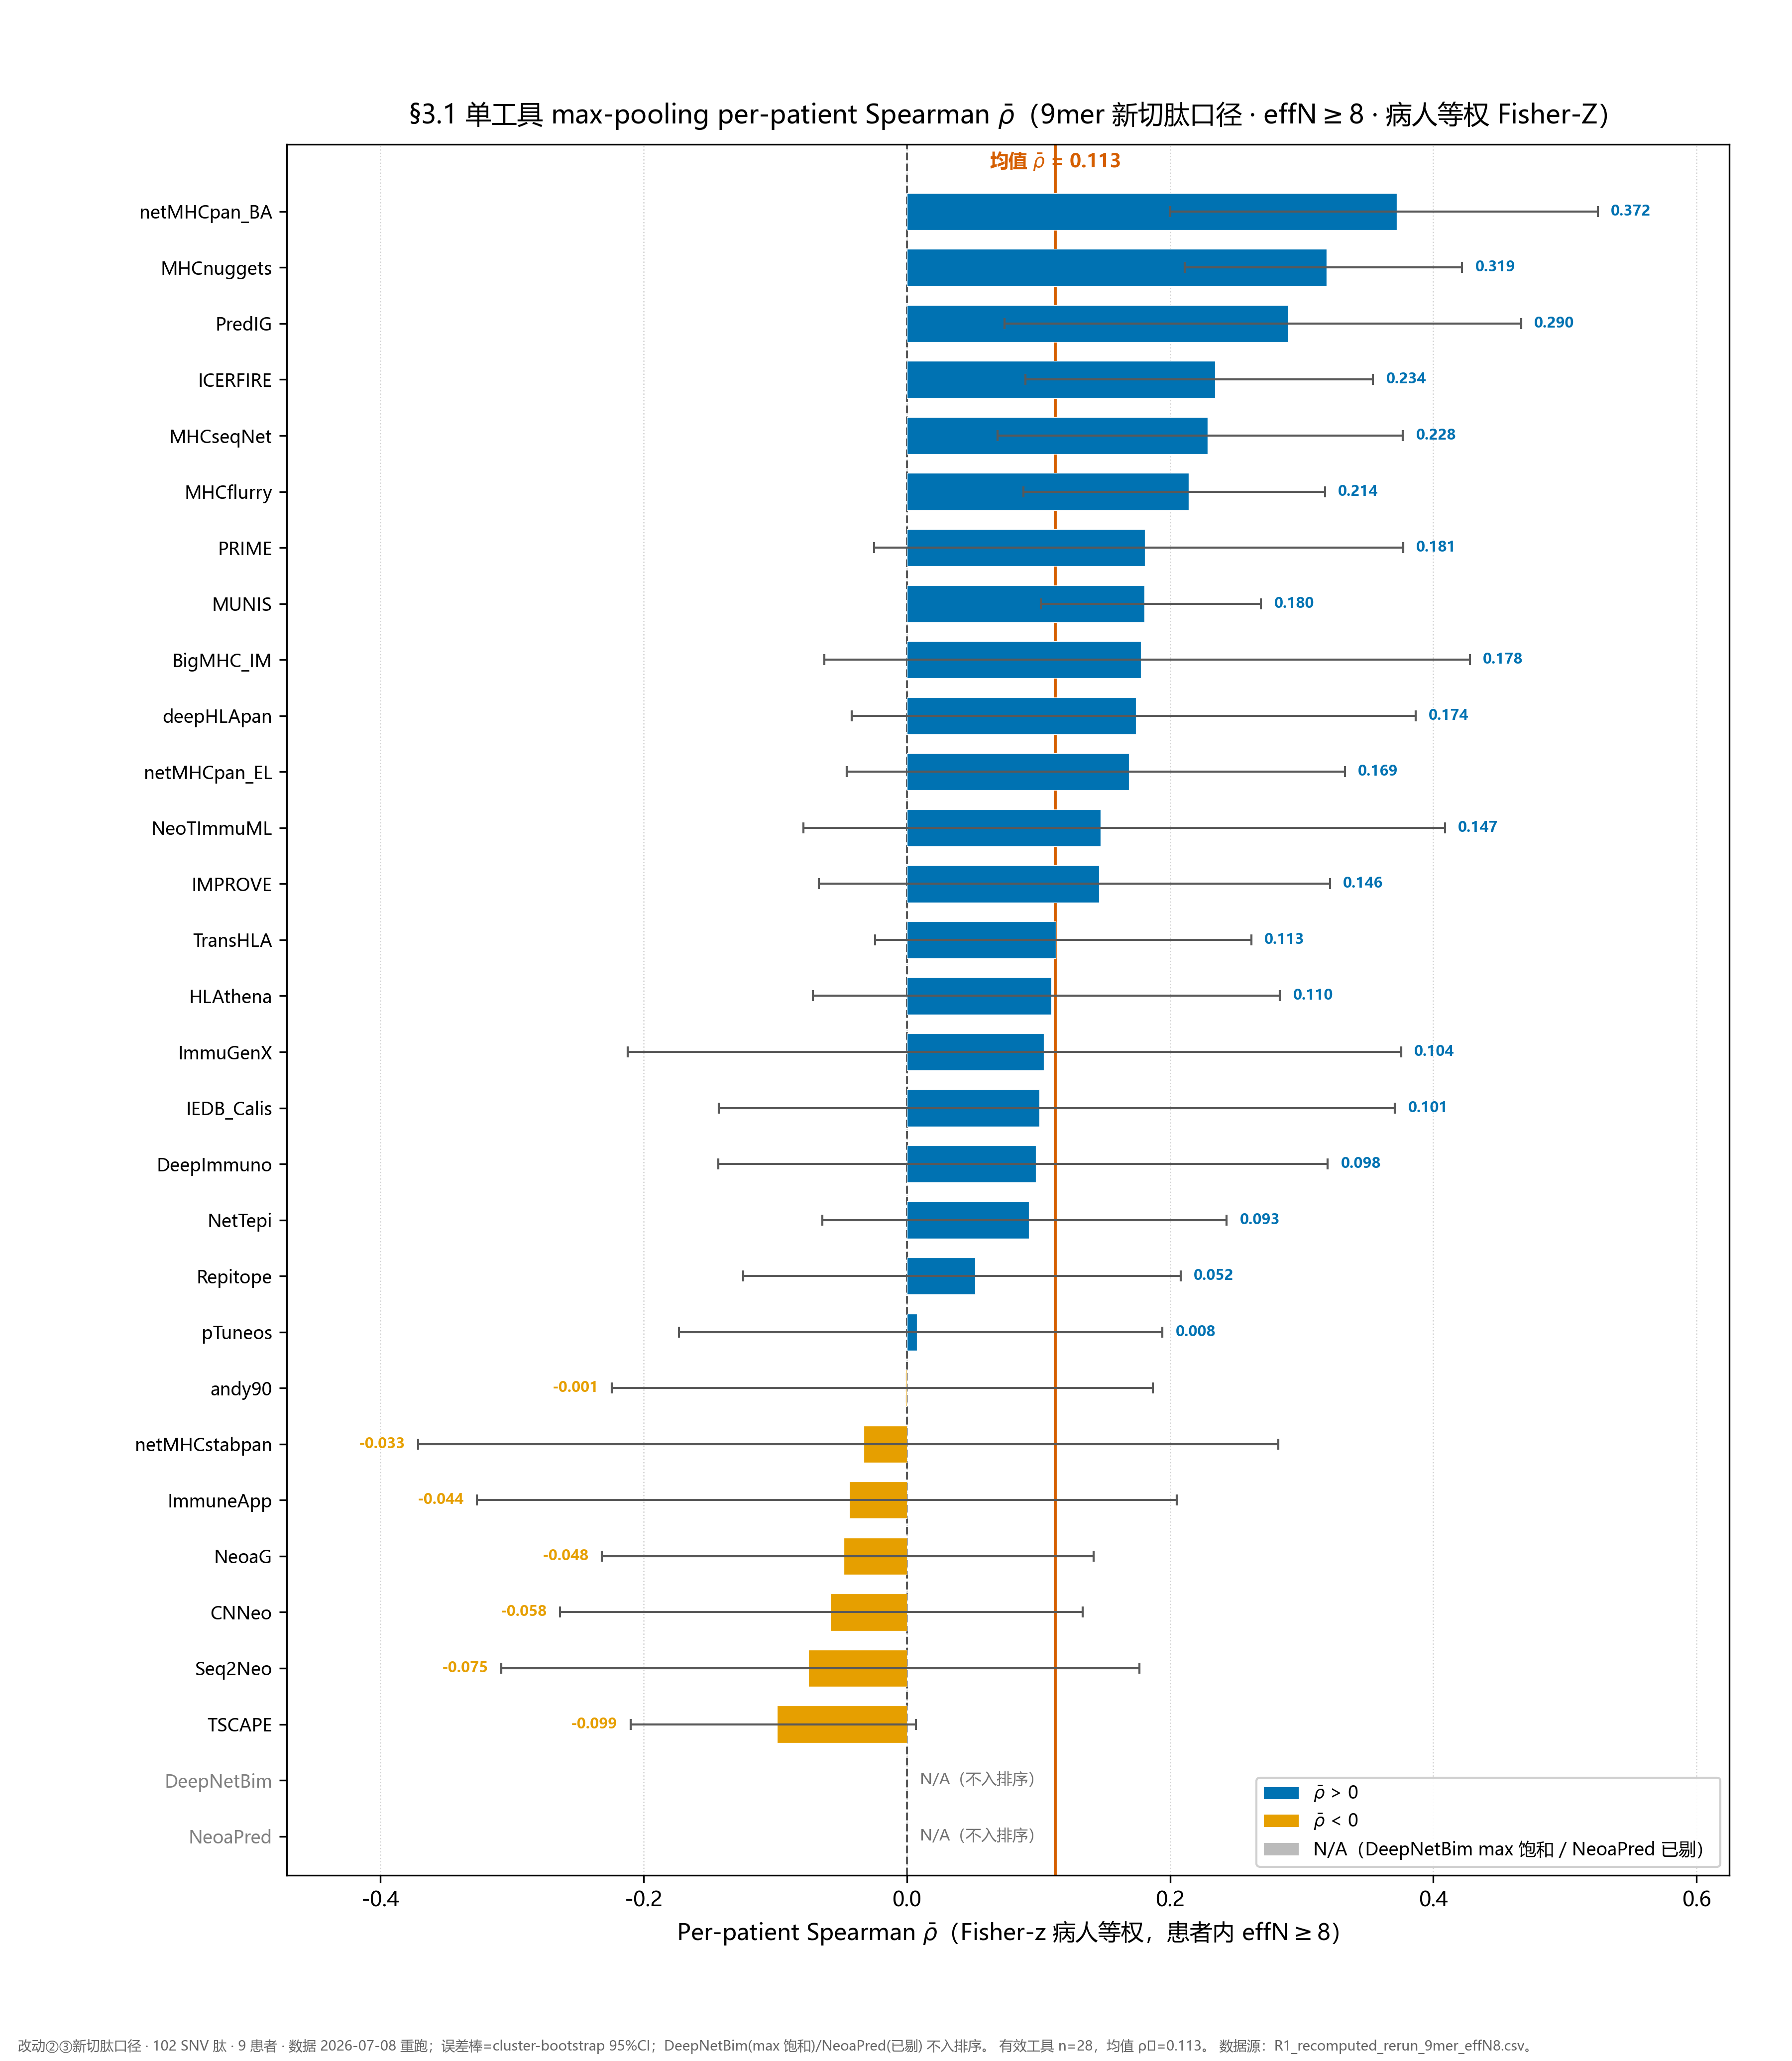 §3.1 单工具 max-pooling per-patient Spearman ρ̄（9mer 新切肽口径 · effN ≥ 8 · 病人等权 Fisher-Z）
均值 ρ̄ = 0.113
netMHCpan_BA 0.372
MHCnuggets 0.319
PredIG 0.290
ICERFIRE 0.234
MHCseqNet 0.228
MHCflurry 0.214
PRIME 0.181
MUNIS 0.180
BigMHC_IM 0.178
deepHLApan 0.174
netMHCpan_EL 0.169
NeoTImmuML 0.147
IMPROVE 0.146
TransHLA 0.113
HLAthena 0.110
ImmuGenX 0.104
IEDB_Calis 0.101
DeepImmuno 0.098
NetTepi 0.093
Repitope 0.052
pTuneos 0.008
andy90 -0.001
netMHCstabpan -0.033
ImmuneApp -0.044
NeoaG -0.048
CNNeo -0.058
Seq2Neo -0.075
TSCAPE -0.099
DeepNetBim N/A（不入排序）
NeoaPred N/A（不入排序）
ρ̄ > 0
ρ̄ < 0
N/A（DeepNetBim max 饱和 / NeoaPred 已剔）
-0.4 -0.2 0.0 0.2 0.4 0.6
Per-patient Spearman ρ̄（Fisher-z 病人等权，患者内 effN ≥ 8）
改动②③新切肽口径 · 102 SNV 肽 · 9 患者 · 数据 2026-07-08 重跑；误差棒=cluster-bootstrap 95%CI；DeepNetBim(max 饱和)/NeoaPred(已剔) 不入排序。 有效工具 n=28，均值 ρ▯=0.113。 数据源：R1_recomputed_rerun_9mer_effN8.csv。